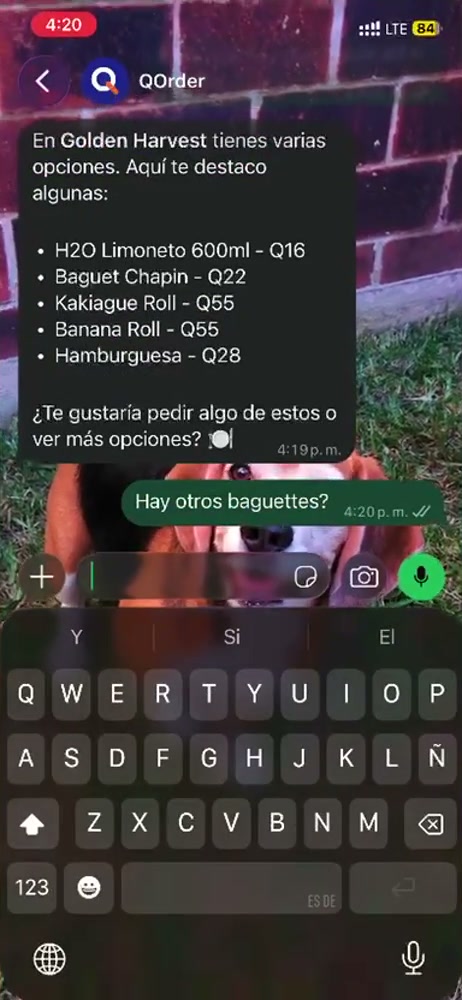 4:20
LTE 84
QOrder
En Golden Harvest tienes varias
opciones. Aquí te destaco
algunas:
• H2O Limoneto 600ml - Q16
• Baguet Chapin - Q22
• Kakiague Roll - Q55
• Banana Roll - Q55
• Hamburguesa - Q28
¿Te gustaría pedir algo de estos o
ver más opciones? 🍽️
4:19 p. m.
Hay otros baguettes?
4:20 p. m.
Y Si El
Q W E R T Y U I O P
A S D F G H J K L Ñ
Z X C V B N M
123
ES DE